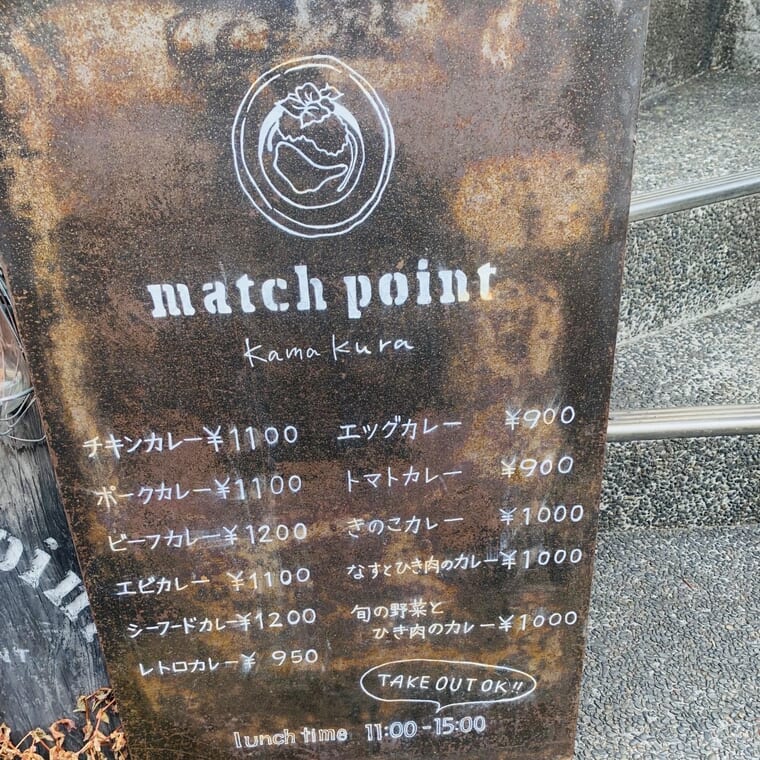 match point
kamakura
チキンカレー ¥1100
ポークカレー ¥1100
ビーフカレー ¥1200
エビカレー ¥1100
シーフードカレー ¥1200
レトロカレー ¥ 950
エッグカレー ¥900
トマトカレー ¥900
きのこカレー ¥1000
なすとひき肉のカレー ¥1000
旬の野菜と
ひき肉のカレー ¥1000
TAKE OUT OK!!
lunch time 11:00-15:00